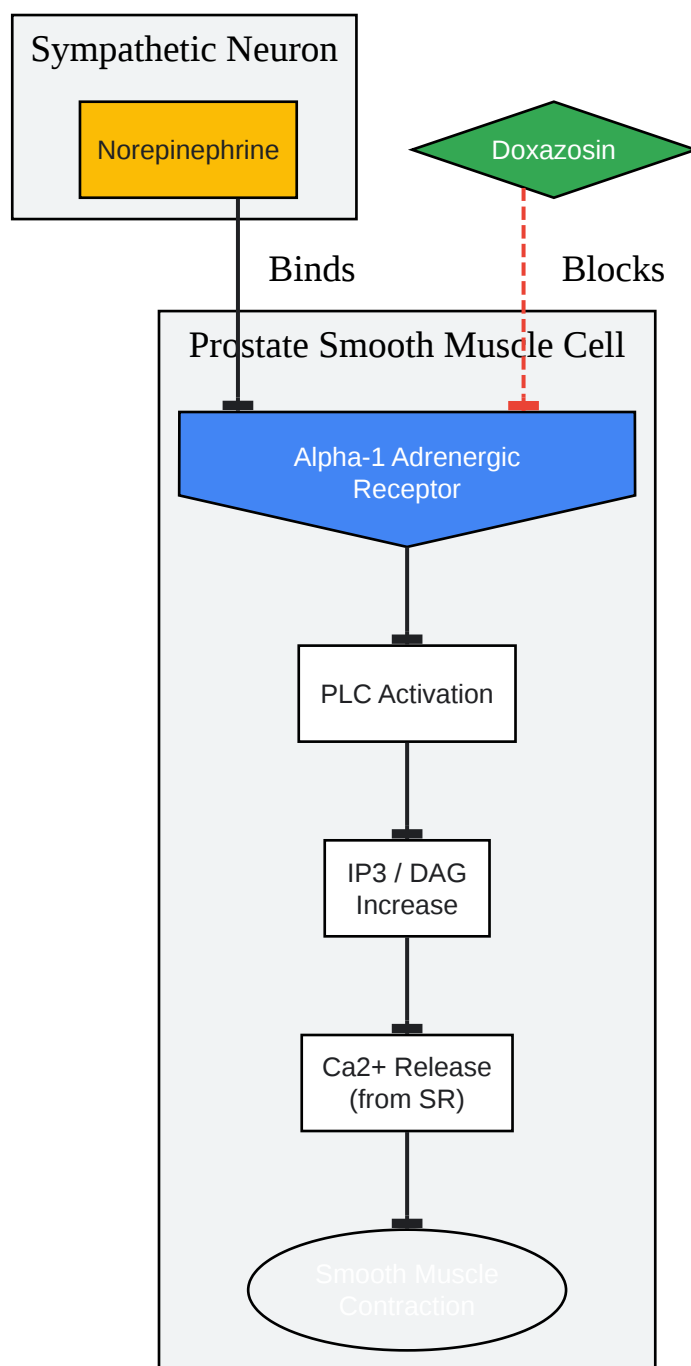 Sympathetic Neuron
Norepinephrine
Doxazosin
Binds
Blocks
Prostate Smooth Muscle Cell
Alpha-1 Adrenergic
Receptor
PLC Activation
IP3 / DAG
Increase
Ca2+ Release
(from SR)
Smooth Muscle
Contraction